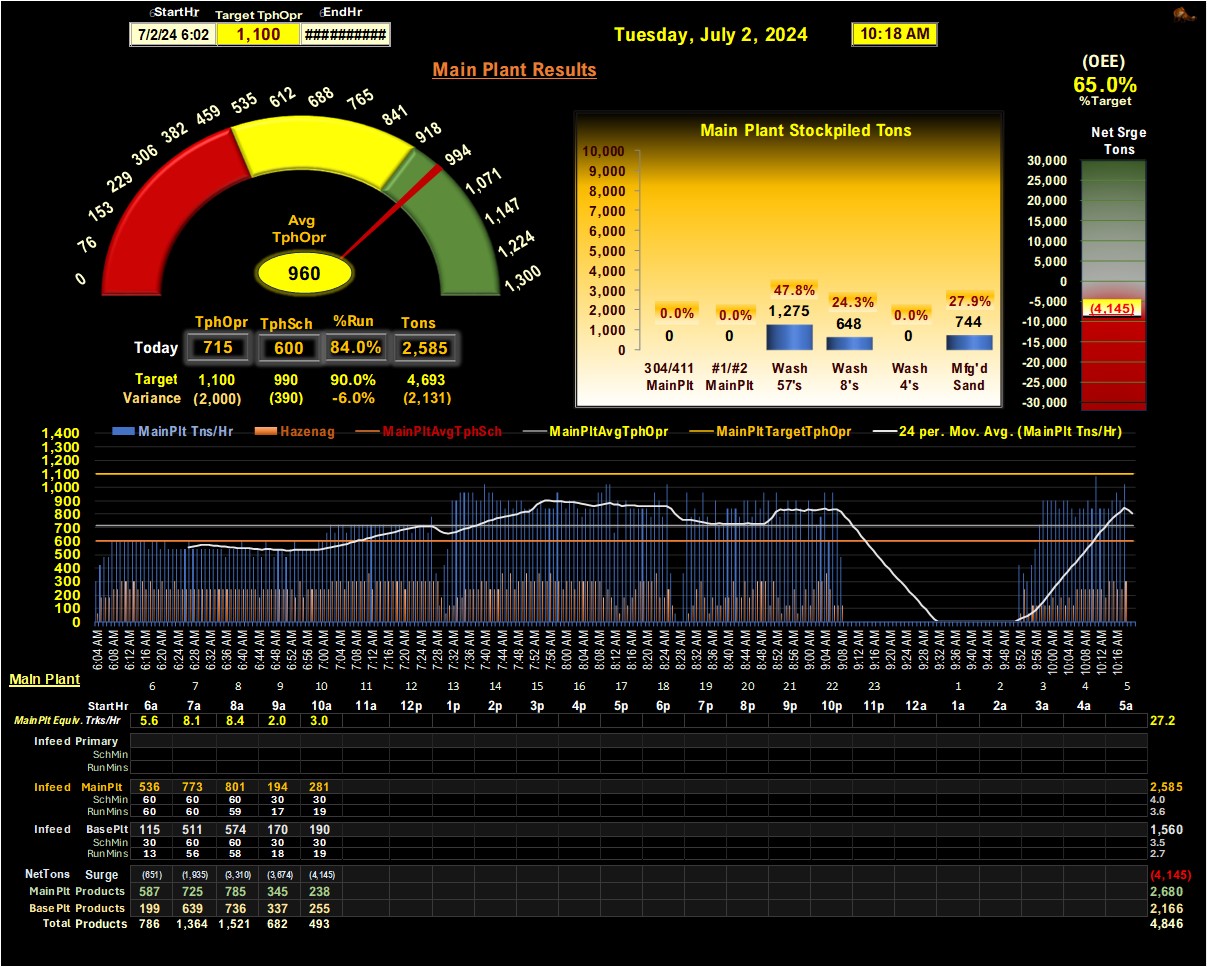 StartHr Target TphOpr EndHr
7/2/24 6:02 1,100 ##########
Tuesday, July 2, 2024 10:18 AM
Main Plant Results
(OEE)
65.0%
%Target
0 76 153 229 306 382 459 535 612 688 765 841 918 994 1,071 1,147 1,224 1,300
Avg
TphOpr
960
TphOpr TphSch %Run Tons
Today 715 600 84.0% 2,585
Target 1,100 990 90.0% 4,693
Variance (2,000) (390) -6.0% (2,131)
Main Plant Stockpiled Tons
10,000
9,000
8,000
7,000
6,000
5,000
4,000
3,000
2,000
1,000
0
0.0% 0.0% 47.8% 24.3% 0.0% 27.9%
0 0 1,275 648 0 744
304/411 #1/#2 Wash Wash Wash Mfg'd
MainPlt MainPlt 57's 8's 4's Sand
Net Srge
Tons
30,000
25,000
20,000
15,000
10,000
5,000
0
-5,000
(4,145)
-10,000
-15,000
-20,000
-25,000
-30,000
MainPlt Tns/Hr Hazenag MainPltAvgTphSch MainPltAvgTphOpr MainPltTargetTphOpr 24 per. Mov. Avg. (MainPlt Tns/Hr)
1,400
1,300
1,200
1,100
1,000
900
800
700
600
500
400
300
200
100
0
6:04 AM 6:08 AM 6:12 AM 6:16 AM 6:20 AM 6:24 AM 6:28 AM 6:32 AM 6:36 AM 6:40 AM 6:44 AM 6:48 AM 6:52 AM 6:56 AM 7:00 AM 7:04 AM 7:08 AM 7:12 AM 7:16 AM 7:20 AM 7:24 AM 7:28 AM 7:32 AM 7:36 AM 7:40 AM 7:44 AM 7:48 AM 7:52 AM 7:56 AM 8:00 AM 8:04 AM 8:08 AM 8:12 AM 8:16 AM 8:20 AM 8:24 AM 8:28 AM 8:32 AM 8:36 AM 8:40 AM 8:44 AM 8:48 AM 8:52 AM 8:56 AM 9:00 AM 9:04 AM 9:08 AM 9:12 AM 9:16 AM 9:20 AM 9:24 AM 9:28 AM 9:32 AM 9:36 AM 9:40 AM 9:44 AM 9:48 AM 9:52 AM 9:56 AM 10:00 AM 10:04 AM 10:08 AM 10:12 AM 10:16 AM
Main Plant
6 7 8 9 10 11 12 13 14 15 16 17 18 19 20 21 22 23 1 2 3 4 5
StartHr 6a 7a 8a 9a 10a 11a 12p 1p 2p 3p 4p 5p 6p 7p 8p 9p 10p 11p 12a 1a 2a 3a 4a 5a
MainPlt Equiv. Trks/Hr 5.6 8.1 8.4 2.0 3.0 27.2
Infeed Primary
SchMin
RunMins
Infeed MainPlt 536 773 801 194 281 2,585
SchMin 60 60 60 30 30 4.0
RunMins 60 60 59 17 19 3.6
Infeed BasePlt 115 511 574 170 190 1,560
SchMin 30 60 60 30 30 3.5
RunMins 13 56 58 18 19 2.7
NetTons Surge (651) (1,935) (3,310) (3,674) (4,145) (4,145)
MainPlt Products 587 725 785 345 238 2,680
BasePlt Products 199 639 736 337 255 2,166
Total Products 786 1,364 1,521 682 493 4,846